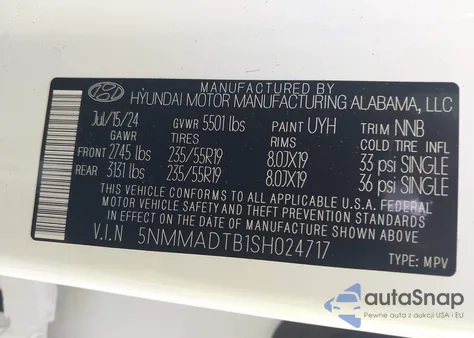 MANUFACTURED BY
HYUNDAI MOTOR MANUFACTURING ALABAMA, LLC
Jul/15/24 GVWR 5501 lbs PAINT UYH TRIM NNB
GAWR TIRES RIMS COLD TIRE INFL
FRONT 2745 lbs 235/55R19 8.0JX19 33 psi SINGLE
REAR 3131 lbs 235/55R19 8.0JX19 36 psi SINGLE
THIS VEHICLE CONFORMS TO ALL APPLICABLE U.S.A. FEDERAL
MOTOR VEHICLE SAFETY AND THEFT PREVENTION STANDARDS
IN EFFECT ON THE DATE OF MANUFACTURE SHOWN ABOVE.
V.I.N 5NMMADTB1SH024717
TYPE: MPV
autoSnap
Pewne auta z aukcji USA i EU